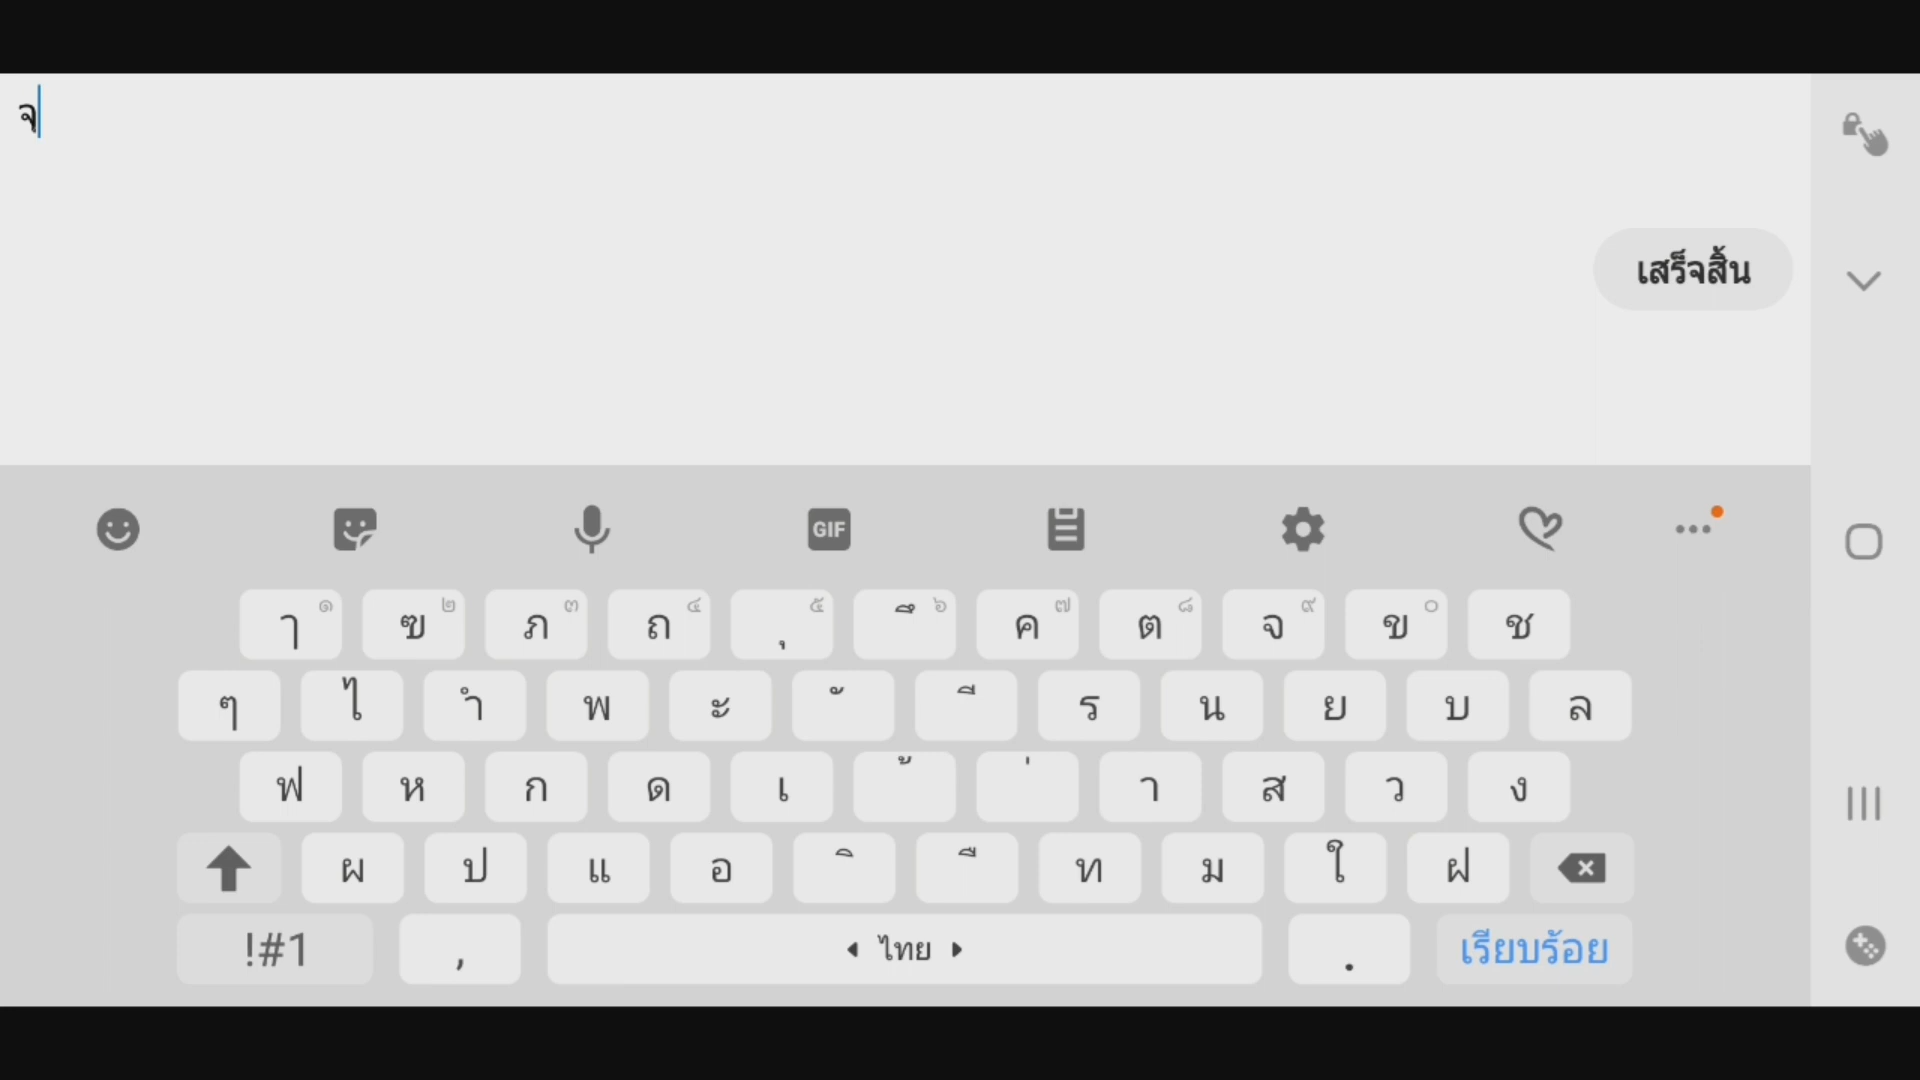 จ
เสร็จสิ้น
GIF
ๅ ๑ ฃ ๒ ภ ๓ ถ ๔ ุ ๕ ึ ๖ ค ๗ ต ๘ จ ๙ ข ๐ ช
ๆ ไ ำ พ ะ ั ี ร น ย บ ล
ฟ ห ก ด เ ้ ่ า ส ว ง
ผ ป แ อ ิ ื ท ม ใ ฝ
!#1 , ไทย . เรียบร้อย